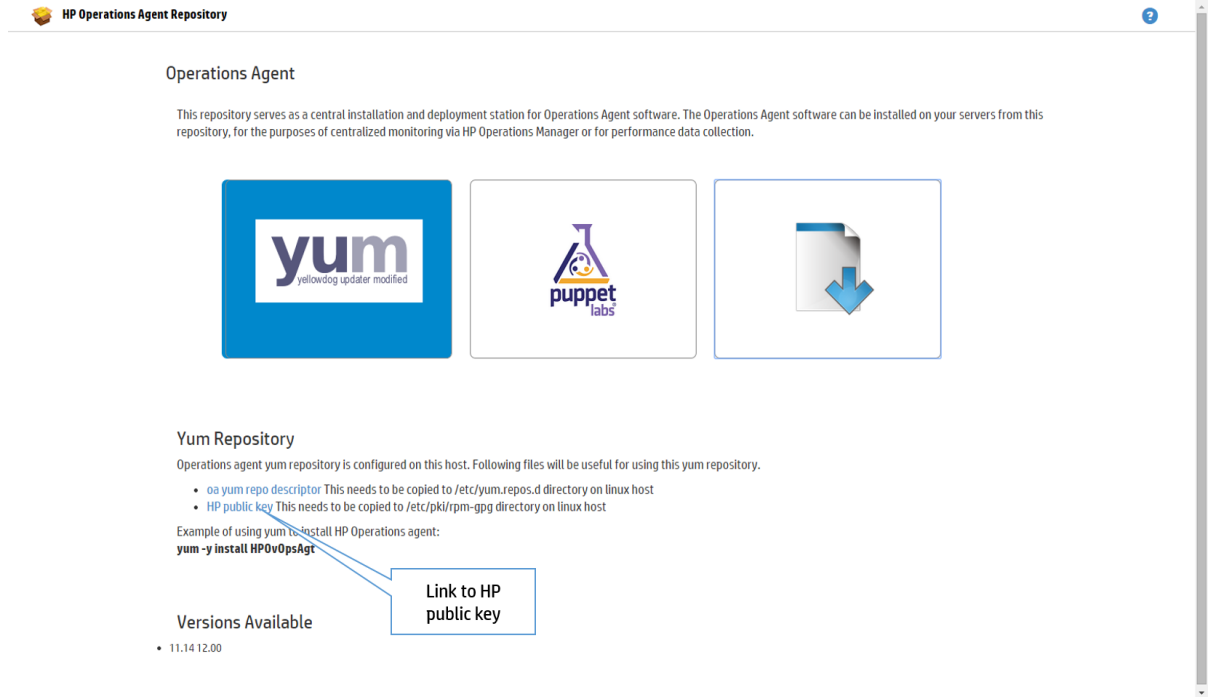 HP Operations Agent Repository
?
Operations Agent
This repository serves as a central installation and deployment station for Operations Agent software. The Operations Agent software can be installed on your servers from this
repository, for the purposes of centralized monitoring via HP Operations Manager or for performance data collection.
yum
yellowdog updater modified
puppet
labs
Yum Repository
Operations agent yum repository is configured on this host. Following files will be useful for using this yum repository.
• oa yum repo descriptor This needs to be copied to /etc/yum.repos.d directory on linux host
• HP public key This needs to be copied to /etc/pki/rpm-gpg directory on linux host
Example of using yum to install HP Operations agent:
yum -y install HPOvOpsAgt
Link to HP
public key
Versions Available
• 11.14 12.00